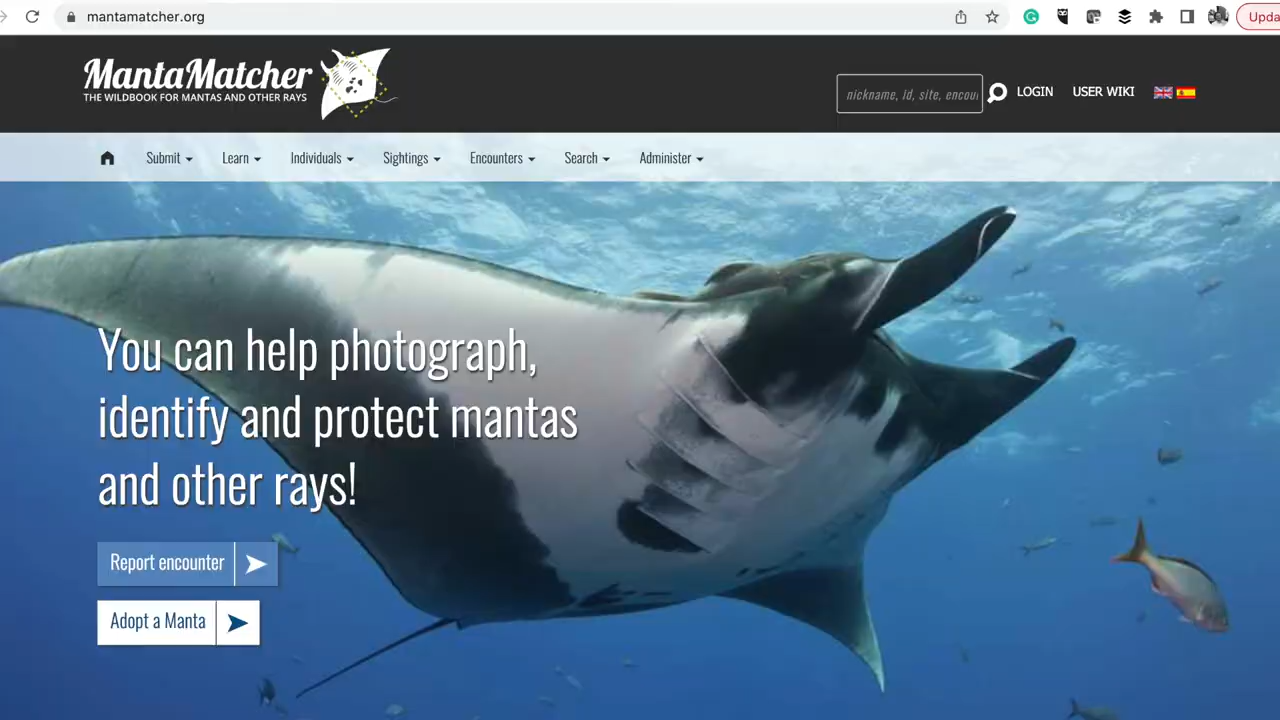 mantamatcher.org
Upda
MantaMatcher
THE WILDBOOK FOR MANTAS AND OTHER RAYS
nickname, id, site, encou
LOGIN
USER WIKI
Submit
Learn
Individuals
Sightings
Encounters
Search
Administer
You can help photograph,
identify and protect mantas
and other rays!
Report encounter
Adopt a Manta